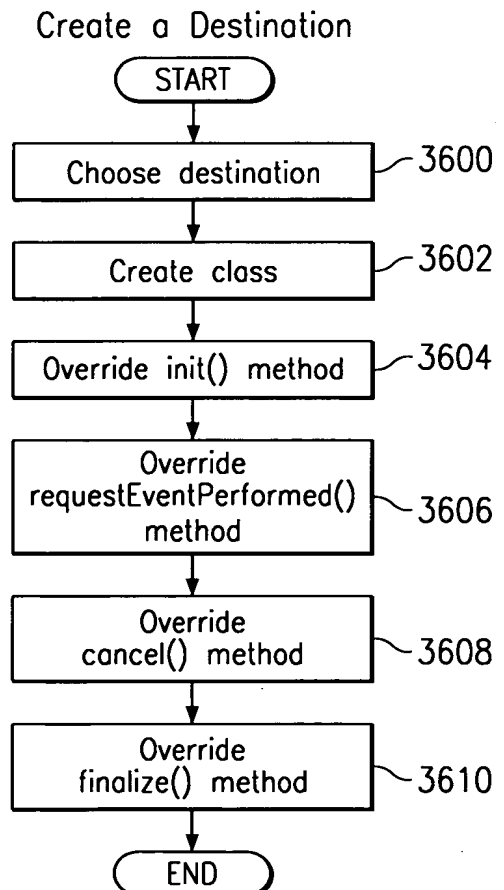 Create a Destination
START
Choose destination
3600
Create class
3602
Override init() method
3604
Override
requestEventPerformed()
method
3606
Override
cancel() method
3608
Override
finalize() method
3610
END